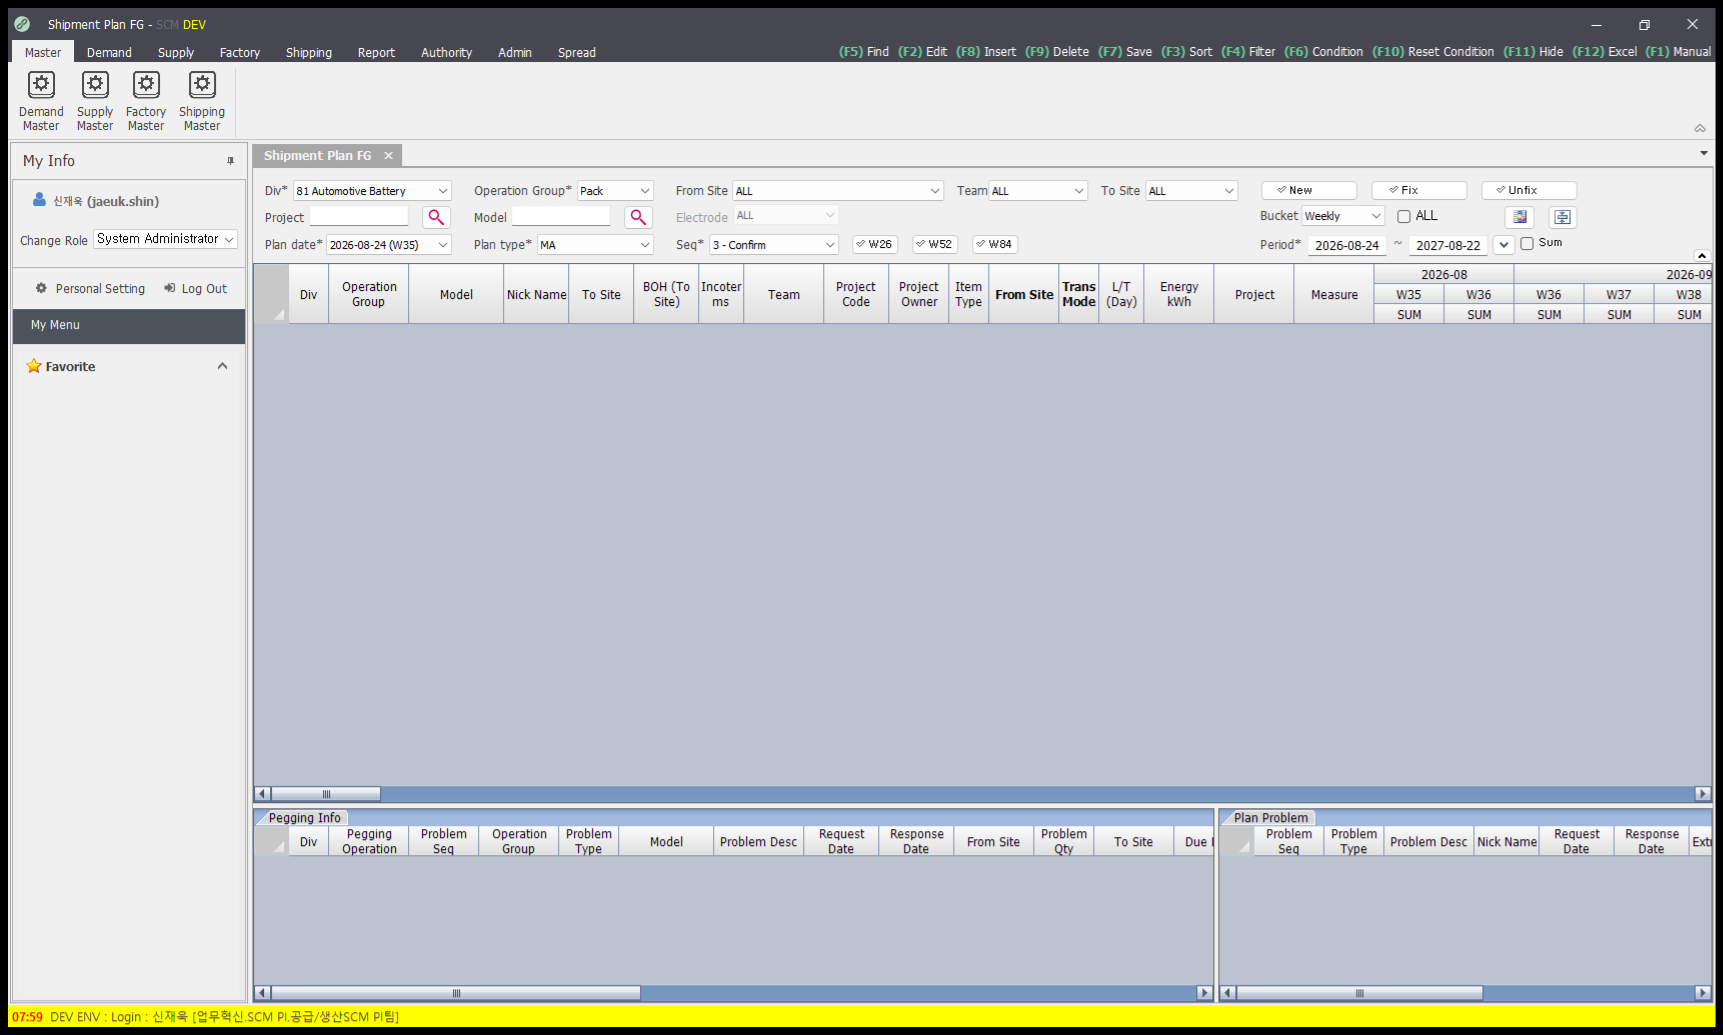 Shipment Plan FG - SCM DEV
Master Demand Supply Factory Shipping Report Authority Admin Spread (F5) Find (F2) Edit (F8) Insert (F9) Delete (F7) Save (F3) Sort (F4) Filter (F6) Condition (F10) Reset Condition (F11) Hide (F12) Excel (F1) Manual
Demand Master Supply Master Factory Master Shipping Master
My Info
신재욱 (jaeuk.shin)
Change Role System Administrator
Personal Setting Log Out
My Menu
Favorite
Shipment Plan FG
Div* 81 Automotive Battery Operation Group* Pack From Site ALL Team ALL To Site ALL New Fix Unfix
Project Model Electrode ALL Bucket Weekly ALL
Plan date* 2026-08-24 (W35) Plan type* MA Seq* 3 - Confirm W26 W52 W84 Period* 2026-08-24 ~ 2027-08-22 Sum
Div Operation Group Model Nick Name To Site BOH (To Site) Incoterms Team Project Code Project Owner Item Type From Site Trans Mode L/T (Day) Energy kWh Project Measure
2026-08 2026-09
W35 W36 W36 W37 W38
SUM SUM SUM SUM SUM
Pegging Info
Div Pegging Operation Problem Seq Operation Group Problem Type Model Problem Desc Request Date Response Date From Site Problem Qty To Site Due
Plan Problem
Problem Seq Problem Type Problem Desc Nick Name Request Date Response Date Ext
07:59 DEV ENV : Login : 신재욱 [업무혁신.SCM PI.공급/생산SCM PI팀]